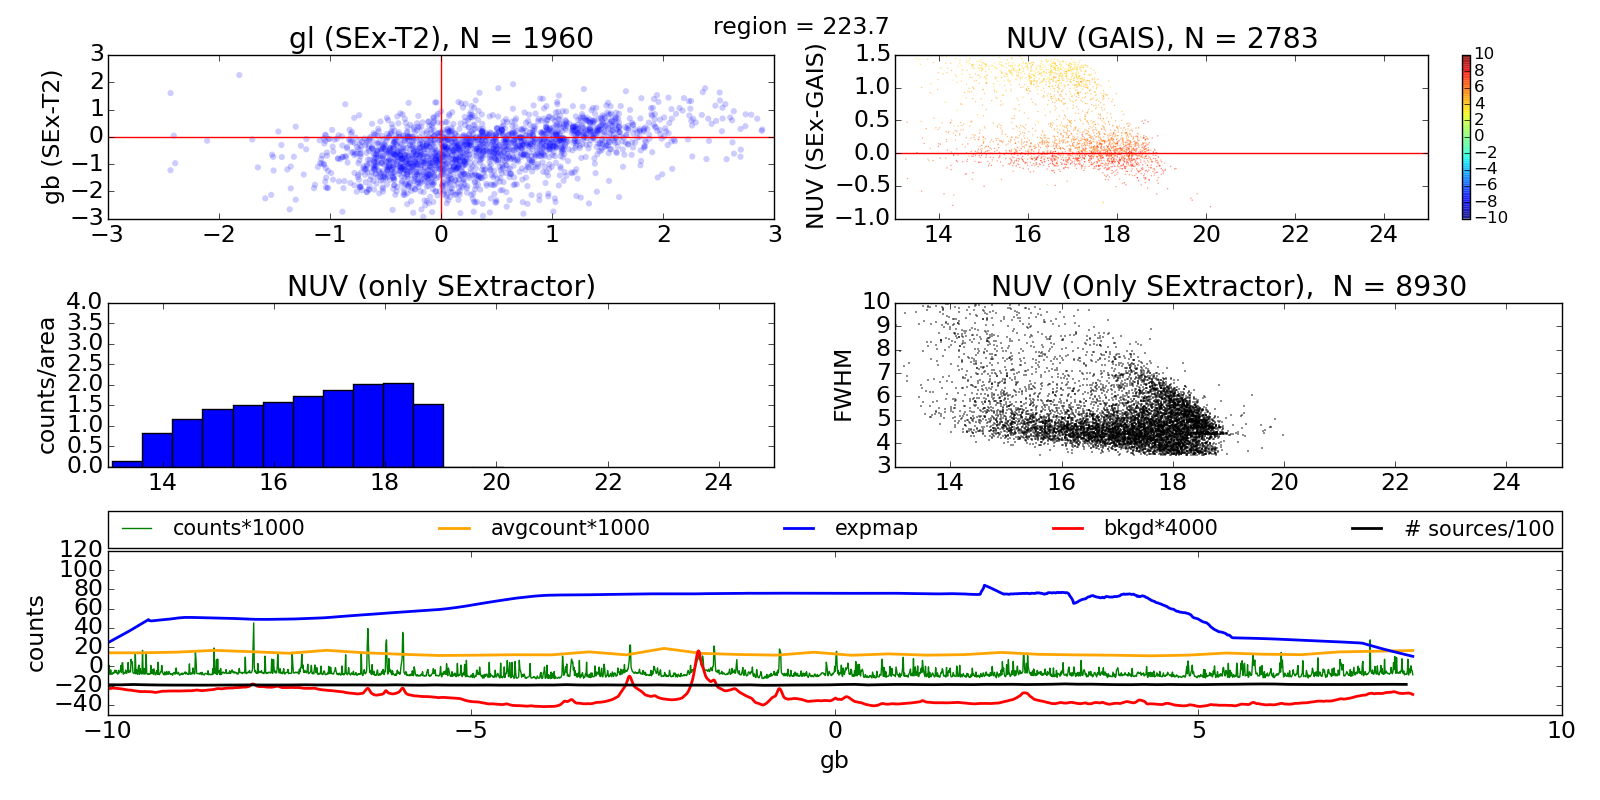 region = 223.7
gl (SEx-T2), N = 1960
NUV (GAIS), N = 2783
gb (SEx-T2)
3
2
1
0
−1
−2
−3
−3 −2 −1 0 1 2 3
NUV (SEx-GAIS)
1.5
1.0
0.5
0.0
−0.5
−1.0
14 16 18 20 22 24
10
8
6
4
2
0
−2
−4
−6
−8
−10
NUV (only SExtractor)
counts/area
4.0
3.5
3.0
2.5
2.0
1.5
1.0
0.5
0.0
14 16 18 20 22 24
NUV (Only SExtractor), N = 8930
FWHM
10
9
8
7
6
5
4
3
14 16 18 20 22 24
counts*1000 avgcount*1000 expmap bkgd*4000 # sources/100
counts
120
100
80
60
40
20
0
−20
−40
−10 −5 0 5 10
gb